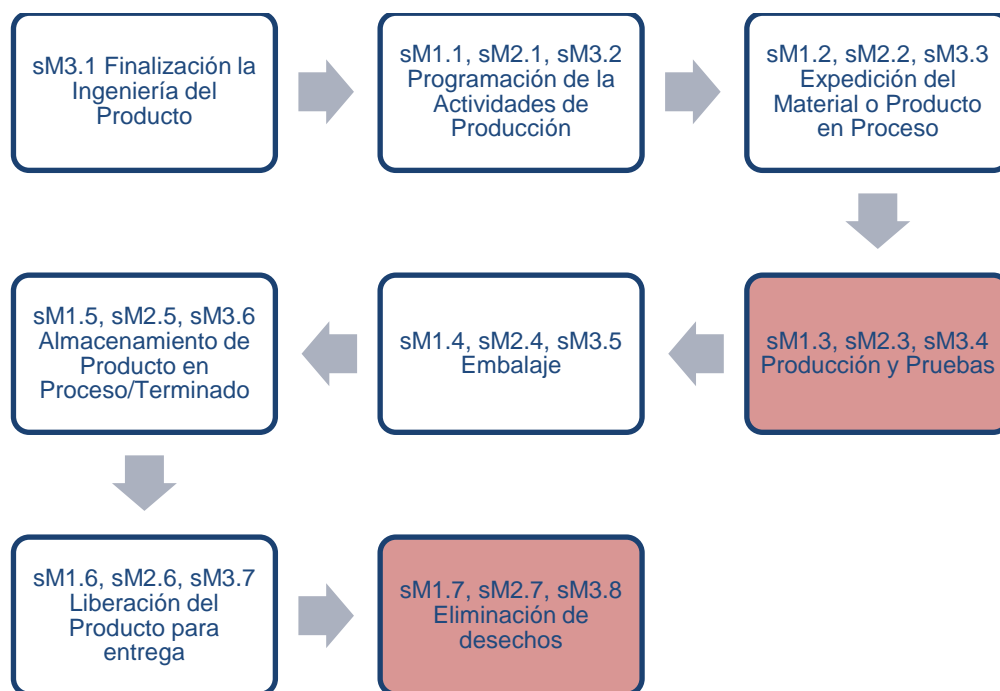 sM3.1 Finalización la
Ingeniería del
Producto
sM1.1, sM2.1, sM3.2
Programación de la
Actividades de
Producción
sM1.2, sM2.2, sM3.3
Expedición del
Material o Producto
en Proceso
sM1.3, sM2.3, sM3.4
Producción y Pruebas
sM1.4, sM2.4, sM3.5
Embalaje
sM1.5, sM2.5, sM3.6
Almacenamiento de
Producto en
Proceso/Terminado
sM1.6, sM2.6, sM3.7
Liberación del
Producto para
entrega
sM1.7, sM2.7, sM3.8
Eliminación de
desechos